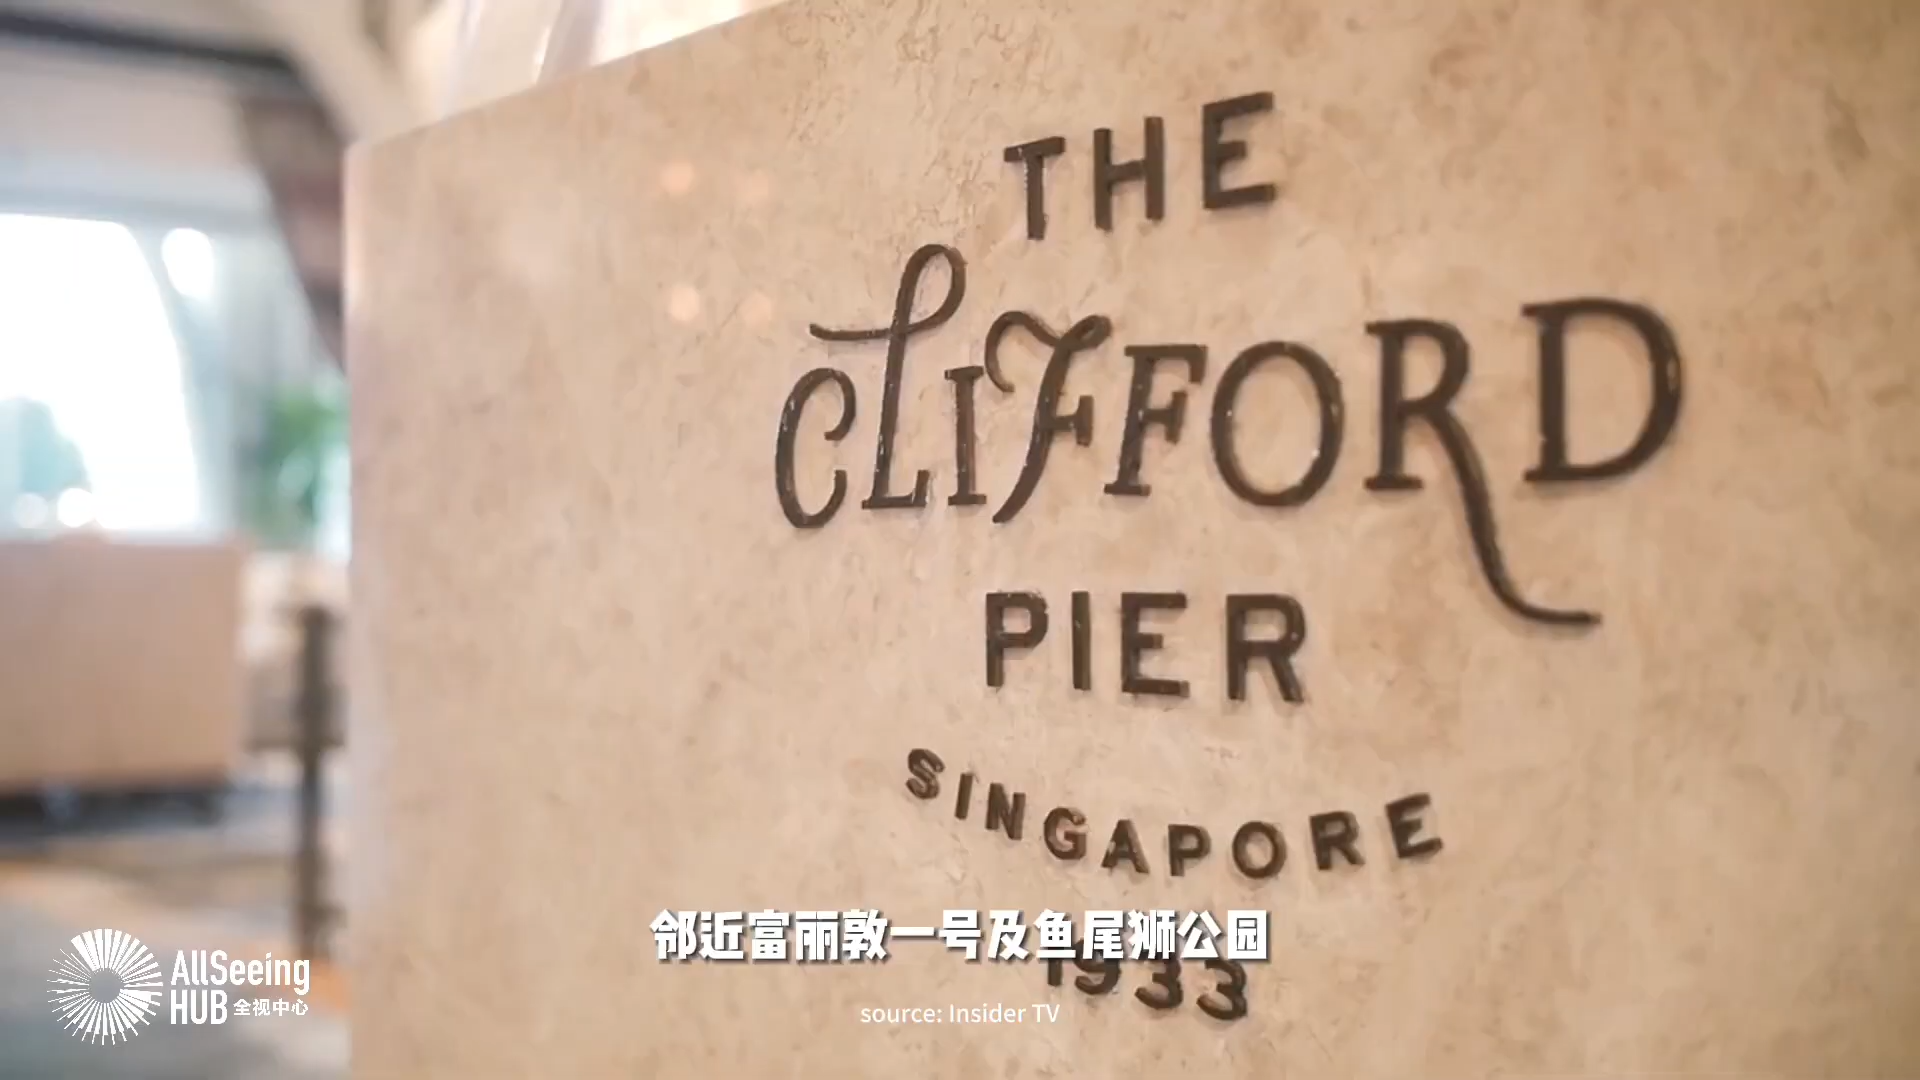 THE
CLIFFORD
PIER
SINGAPORE
1933
邻近富丽敦一号及鱼尾狮公园
source: Insider TV
AllSeeing
HUB 全视中心